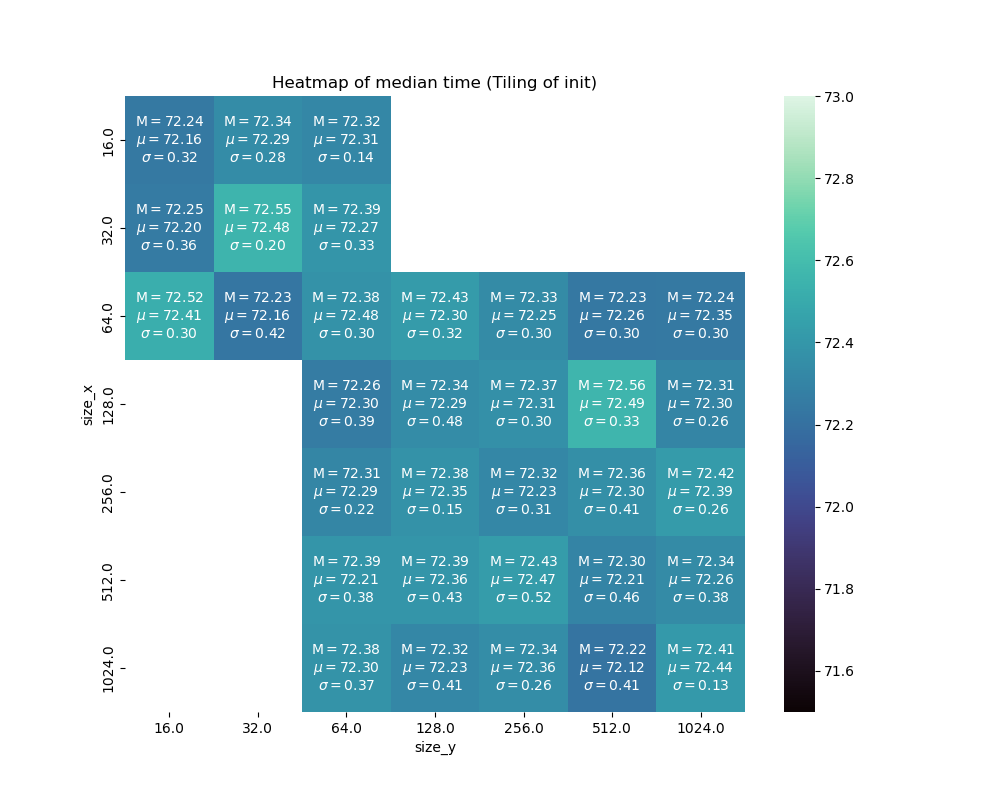 Heatmap of median time (Tiling of init)
M = 72.24 M = 72.34 M = 72.32
μ = 72.16 μ = 72.29 μ = 72.31
σ = 0.32 σ = 0.28 σ = 0.14
16.0
M = 72.25 M = 72.55 M = 72.39
μ = 72.20 μ = 72.48 μ = 72.27
σ = 0.36 σ = 0.20 σ = 0.33
32.0
M = 72.52 M = 72.23 M = 72.38 M = 72.43 M = 72.33 M = 72.23 M = 72.24
μ = 72.41 μ = 72.16 μ = 72.48 μ = 72.30 μ = 72.25 μ = 72.26 μ = 72.35
σ = 0.30 σ = 0.42 σ = 0.30 σ = 0.32 σ = 0.30 σ = 0.30 σ = 0.30
64.0
M = 72.26 M = 72.34 M = 72.37 M = 72.56 M = 72.31
μ = 72.30 μ = 72.29 μ = 72.31 μ = 72.49 μ = 72.30
σ = 0.39 σ = 0.48 σ = 0.30 σ = 0.33 σ = 0.26
128.0
size_x
M = 72.31 M = 72.38 M = 72.32 M = 72.36 M = 72.42
μ = 72.29 μ = 72.35 μ = 72.23 μ = 72.30 μ = 72.39
σ = 0.22 σ = 0.15 σ = 0.31 σ = 0.41 σ = 0.26
256.0
M = 72.39 M = 72.39 M = 72.43 M = 72.30 M = 72.34
μ = 72.21 μ = 72.36 μ = 72.47 μ = 72.21 μ = 72.26
σ = 0.38 σ = 0.43 σ = 0.52 σ = 0.46 σ = 0.38
512.0
M = 72.38 M = 72.32 M = 72.34 M = 72.22 M = 72.41
μ = 72.30 μ = 72.23 μ = 72.36 μ = 72.12 μ = 72.44
σ = 0.37 σ = 0.41 σ = 0.26 σ = 0.41 σ = 0.13
1024.0
16.0 32.0 64.0 128.0 256.0 512.0 1024.0
size_y
73.0
72.8
72.6
72.4
72.2
72.0
71.8
71.6